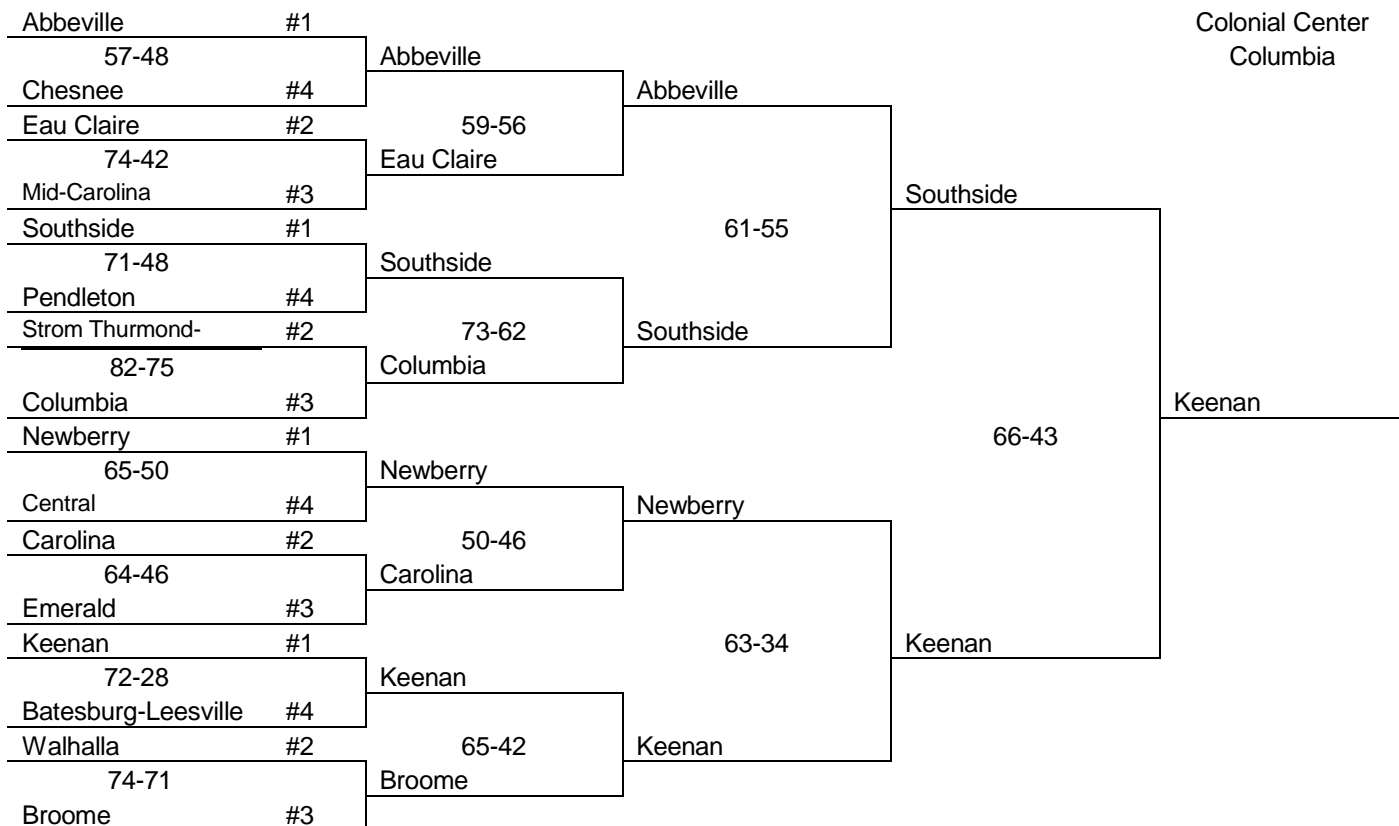 Abbeville #1 Colonial Center
57-48 Abbeville Columbia
Chesnee #4 Abbeville
Eau Claire #2 59-56
74-42 Eau Claire
Mid-Carolina #3 Southside
Southside #1 61-55
71-48 Southside
Pendleton #4
Strom Thurmond- #2 73-62 Southside
82-75 Columbia
Columbia #3 Keenan
Newberry #1 66-43
65-50 Newberry
Central #4 Newberry
Carolina #2 50-46
64-46 Carolina
Emerald #3
Keenan #1 63-34 Keenan
72-28 Keenan
Batesburg-Leesville #4
Walhalla #2 65-42 Keenan
74-71 Broome
Broome #3